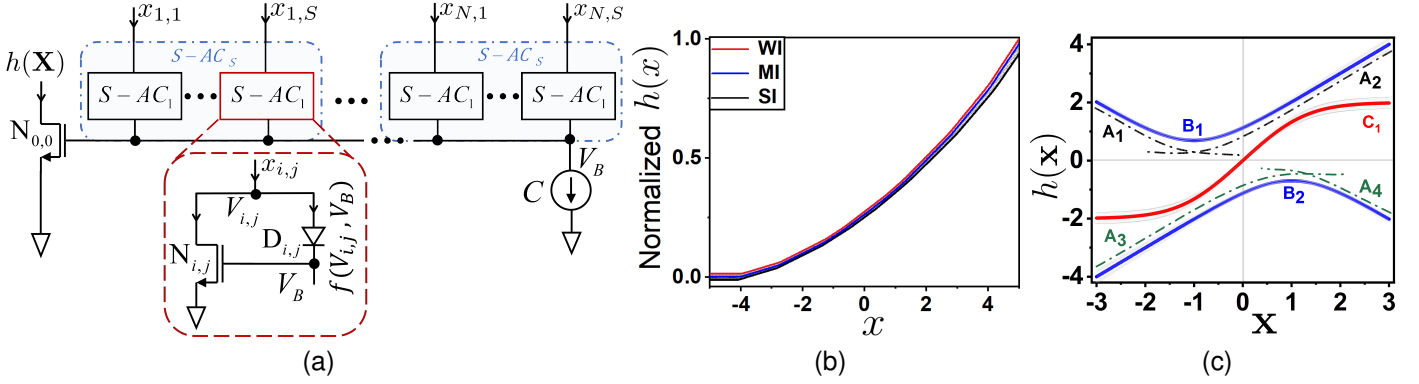 x1,1
x1,S
xN,1
xN,S
S-ACS
S-ACS
h(X)
S-AC1
S-AC1
S-AC1
S-AC1
N0,0
VB
C
xi,j
Vi,j
Di,j
Ni,j
VB
f(Vi,j, VB)
(a)
Normalized h(x)
1.0
0.5
0.0
WI
MI
SI
-4
-2
0
2
4
x
(b)
h(x)
4
2
0
-2
-4
A1
B1
A2
C1
A3
B2
A4
-3
-2
-1
0
1
2
3
x
(c)